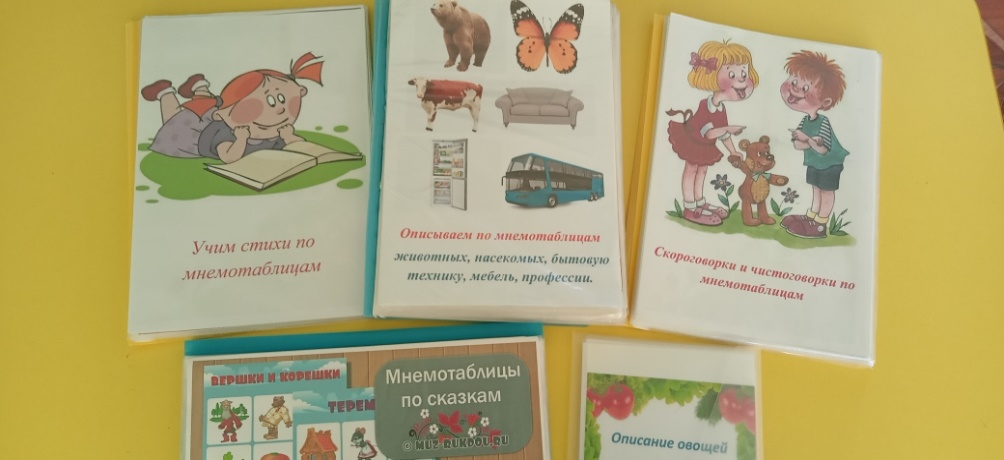 Учим стихи по
мнемотаблицам
Описываем по мнемотаблицам
животных, насекомых, бытовую
технику, мебель, профессии.
Скороговорки и чистоговорки по
мнемотаблицам
ВЕРШКИ И КОРЕШКИ
ТЕРЕМ
Мнемотаблицы
по сказкам
Описание овощей